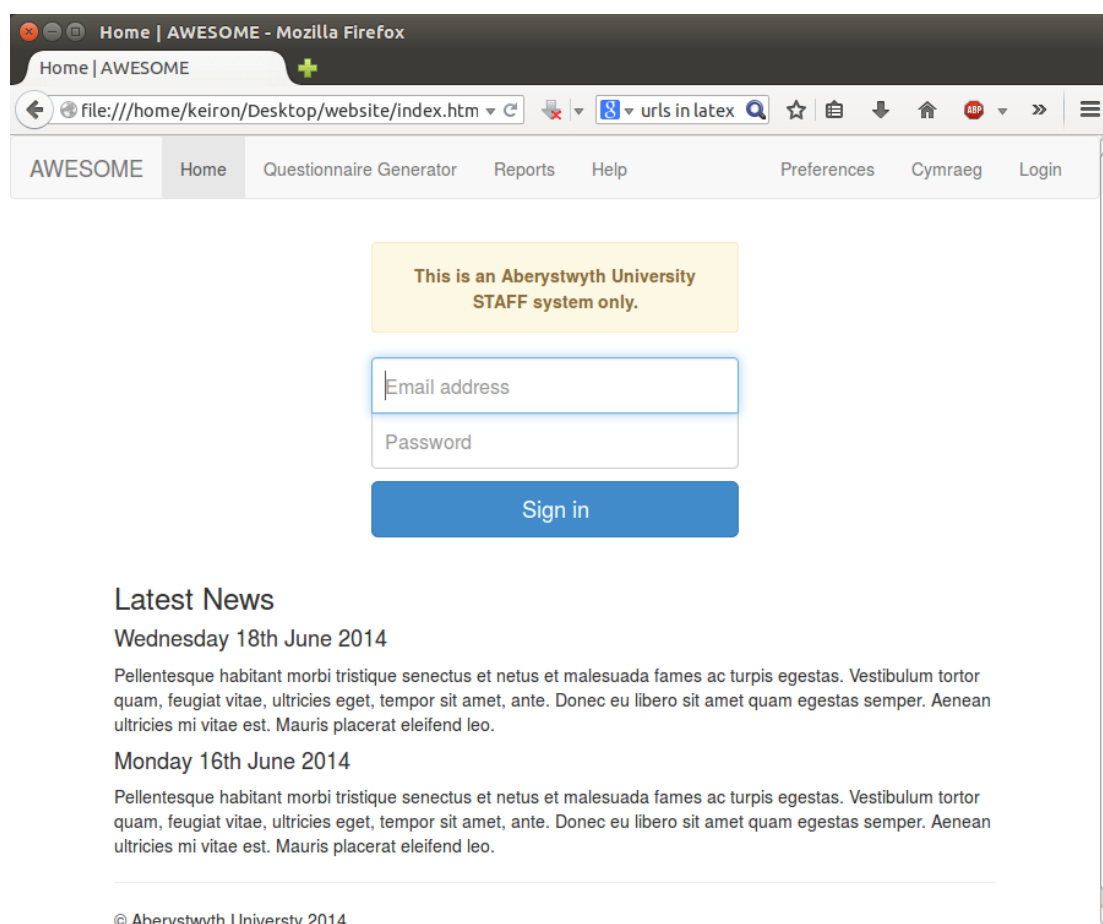 Home | AWESOME - Mozilla Firefox
Home | AWESOME
file:///home/keiron/Desktop/website/index.htm 8 urls in latex ABP »
AWESOME Home Questionnaire Generator Reports Help Preferences Cymraeg Login
This is an Aberystwyth University
STAFF system only.
Email address
Password
Sign in
Latest News
Wednesday 18th June 2014
Pellentesque habitant morbi tristique senectus et netus et malesuada fames ac turpis egestas. Vestibulum tortor
quam, feugiat vitae, ultricies eget, tempor sit amet, ante. Donec eu libero sit amet quam egestas semper. Aenean
ultricies mi vitae est. Mauris placerat eleifend leo.
Monday 16th June 2014
Pellentesque habitant morbi tristique senectus et netus et malesuada fames ac turpis egestas. Vestibulum tortor
quam, feugiat vitae, ultricies eget, tempor sit amet, ante. Donec eu libero sit amet quam egestas semper. Aenean
ultricies mi vitae est. Mauris placerat eleifend leo.
© Aberystwyth Universty 2014